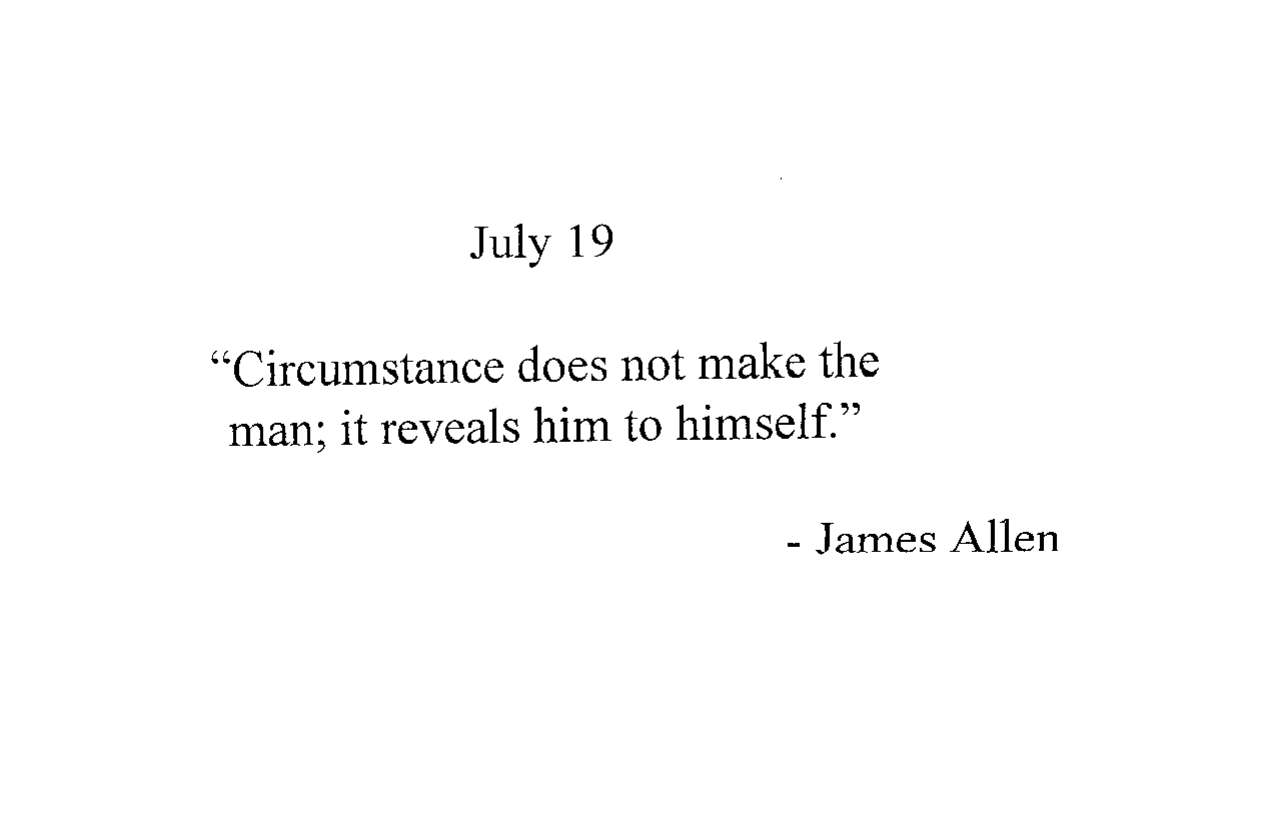 July 19
“Circumstance does not make the
man; it reveals him to himself.”
- James Allen